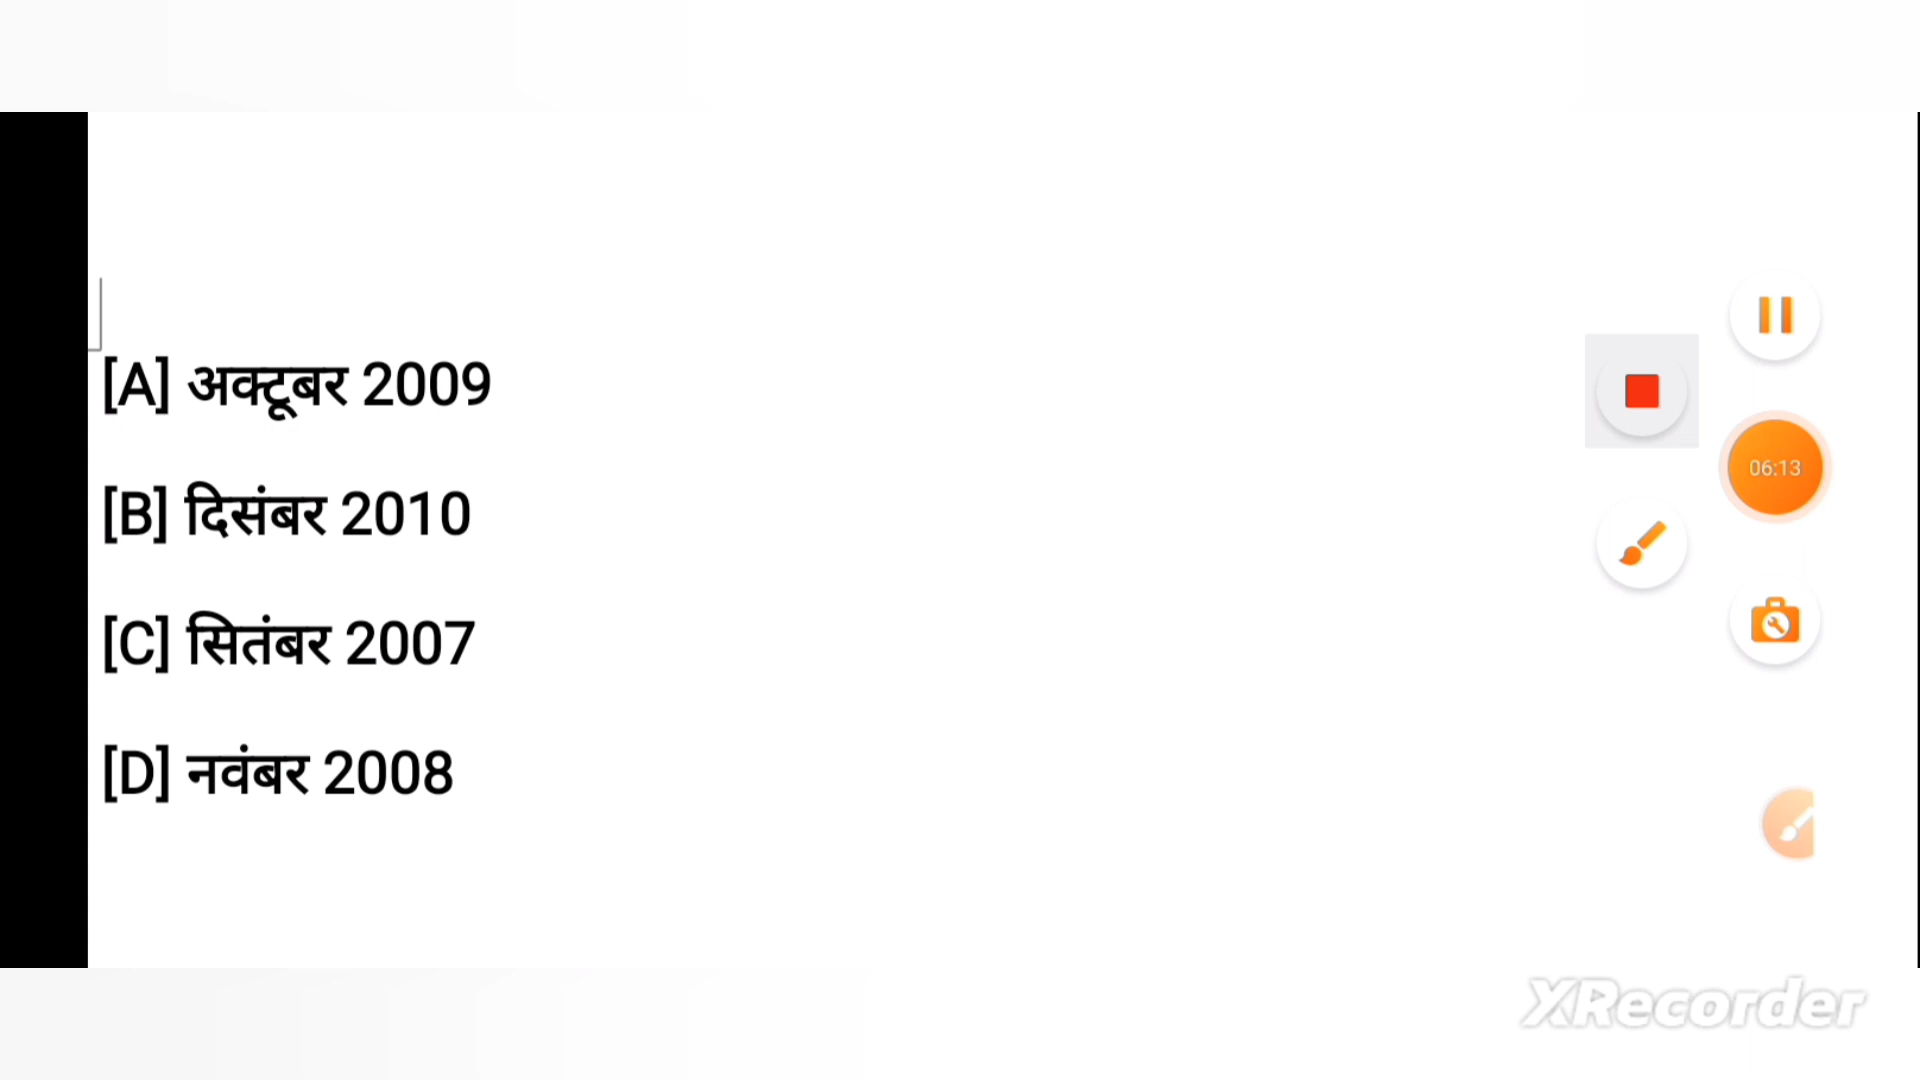 [A] अक्टूबर 2009
06:13
[B] दिसंबर 2010
[C] सितंबर 2007
[D] नवंबर 2008
XRecorder